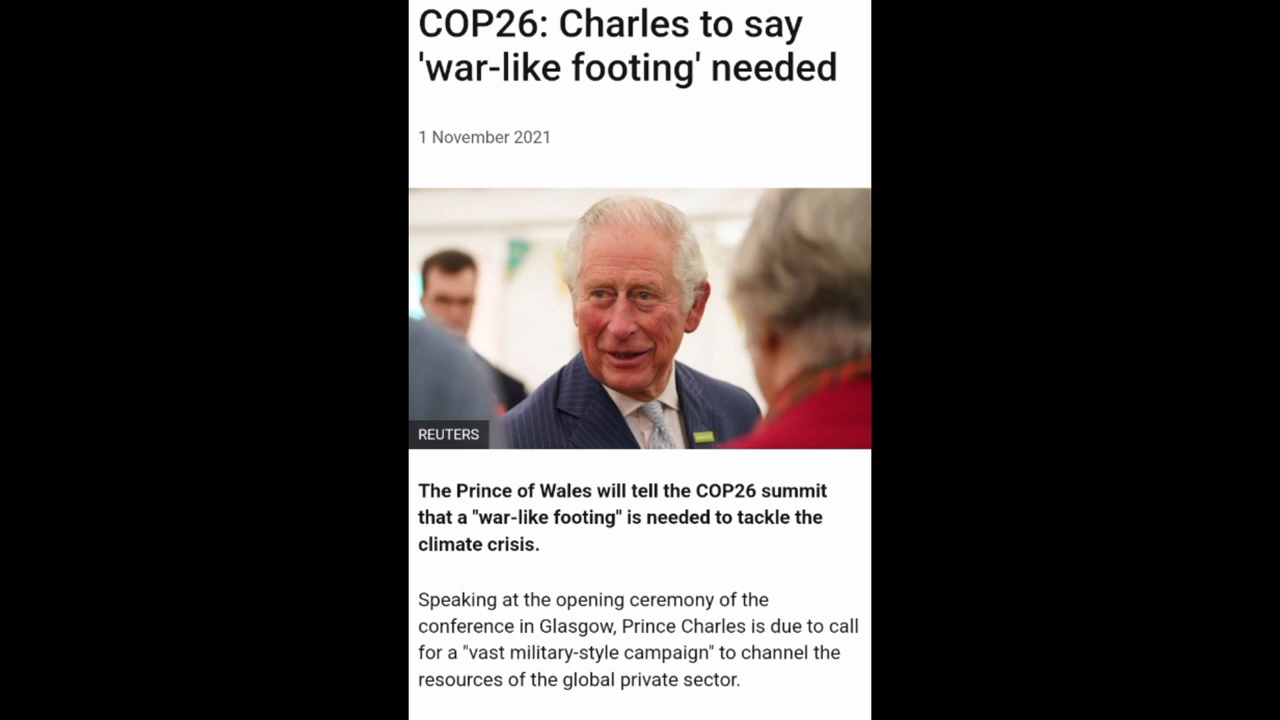 COP26: Charles to say
'war-like footing' needed
1 November 2021
REUTERS
The Prince of Wales will tell the COP26 summit
that a "war-like footing" is needed to tackle the
climate crisis.
Speaking at the opening ceremony of the
conference in Glasgow, Prince Charles is due to call
for a "vast military-style campaign" to channel the
resources of the global private sector.